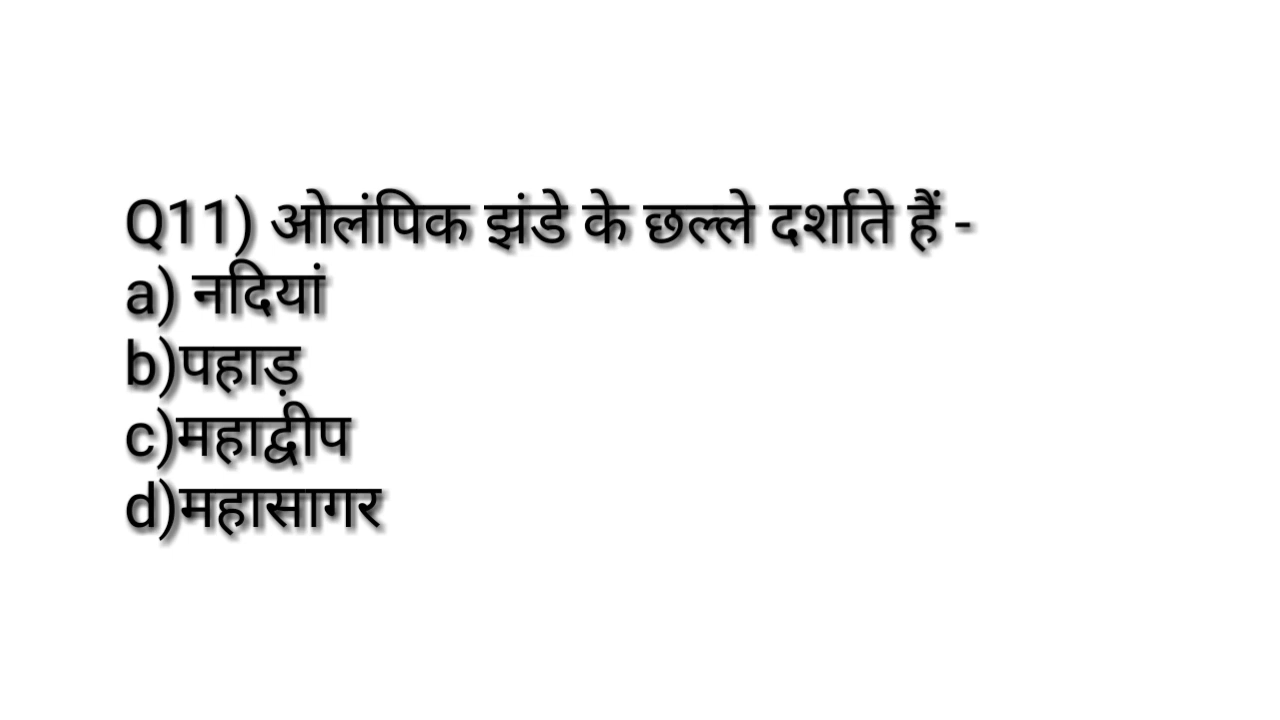 Q11) ओलंपिक झंडे के छल्ले दर्शाते हैं -
a) नदियां
b)पहाड़
c)महाद्वीप
d)महासागर